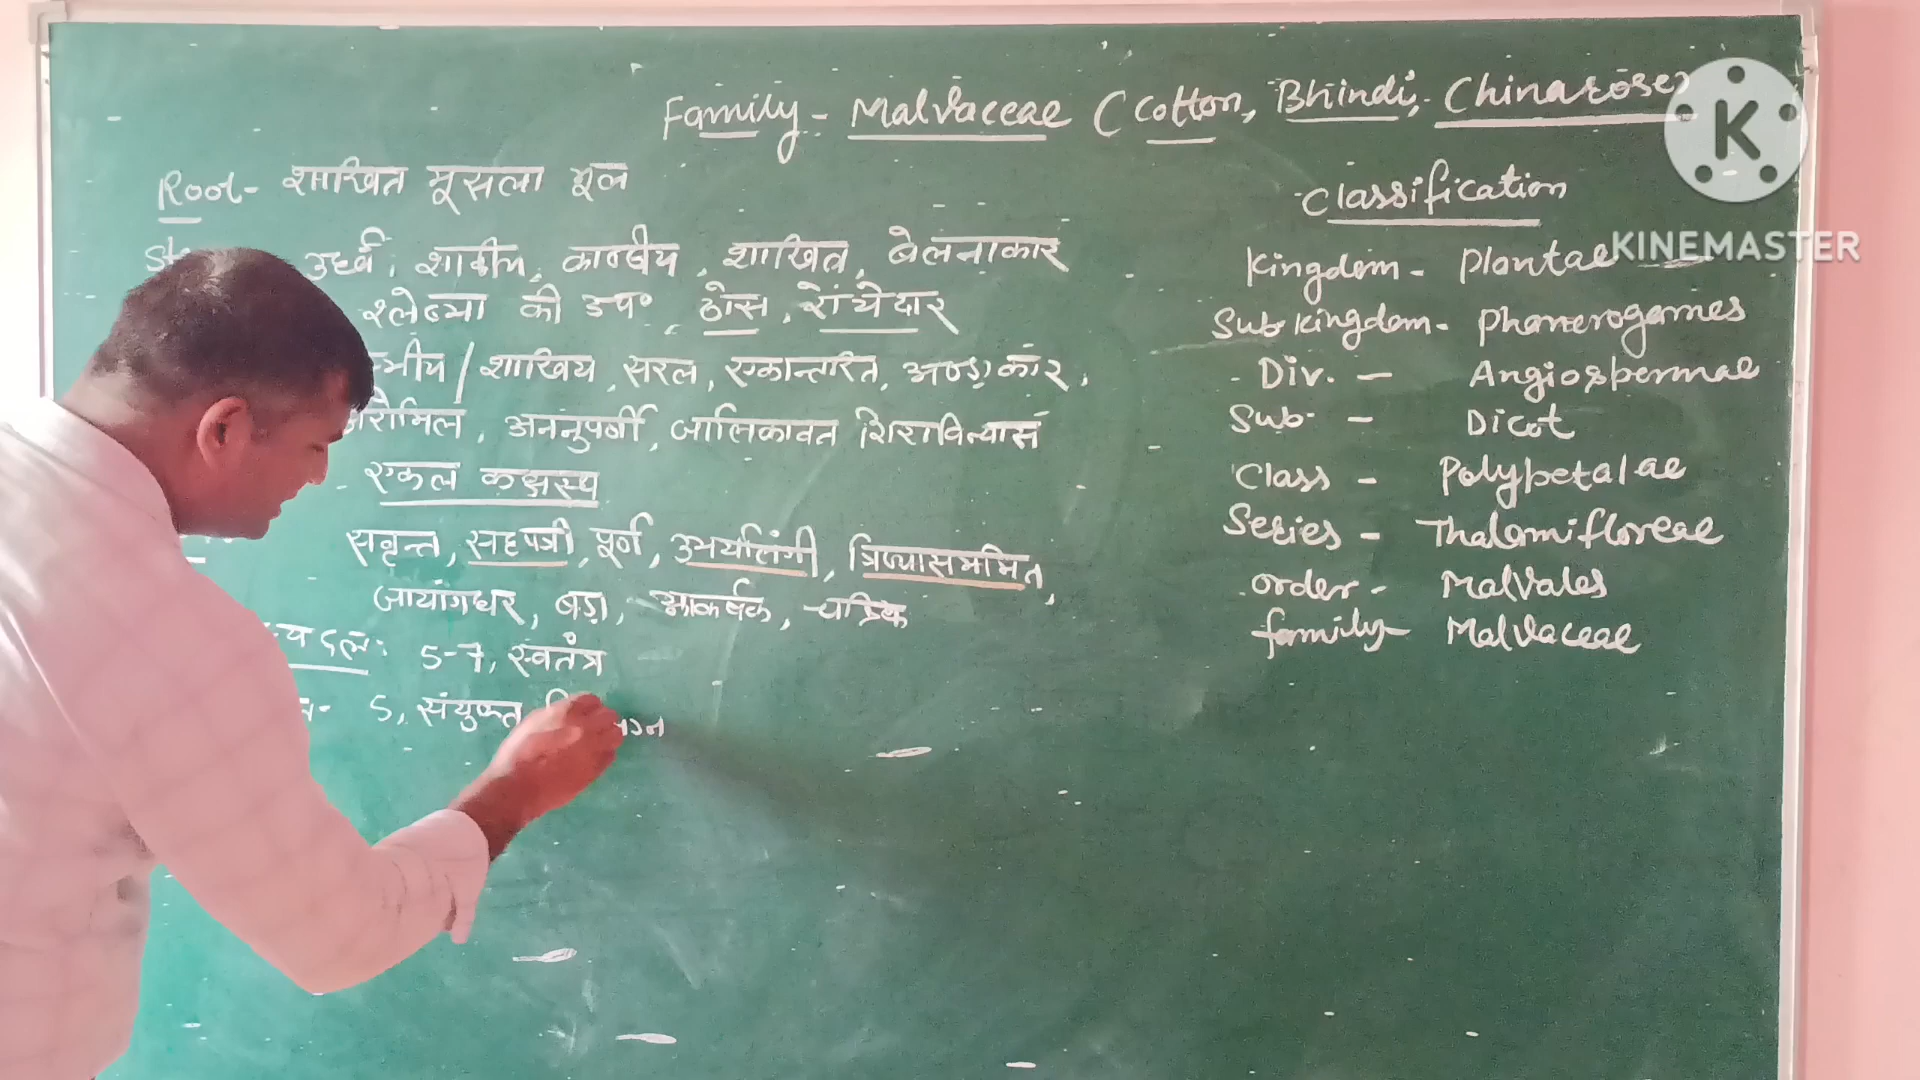 Family - Malvaceae (Cotton, Bhindi, Chinarose)
Root- शाखित मूसला मूल
उर्ध्व, शाकीय, काष्ठीय, शाखित, बेलनाकार
श्लेष्मा की उप० ठोस, रोंयेदार
शाखिय, सरल, एकान्तरित, अण्डाकार,
अननुपर्णी, जालिकावत शिराविन्यास
एकल कक्षस्थ
सवृन्त, सहपत्री, पूर्ण, उभयलिंगी, त्रिज्यासममित,
जायांगधर, बड़ा, आकर्षक, चक्रिक
5-7, स्वतंत्र
5, संयुक्त
Classification
Kingdom - Plantae
Sub kingdom - Phanerogames
Div. - Angiospermae
Sub - Dicot
Class - Polypetalae
Series - Thalamifloreae
order - Malvales
family - Malvaceae
K
KINEMASTER